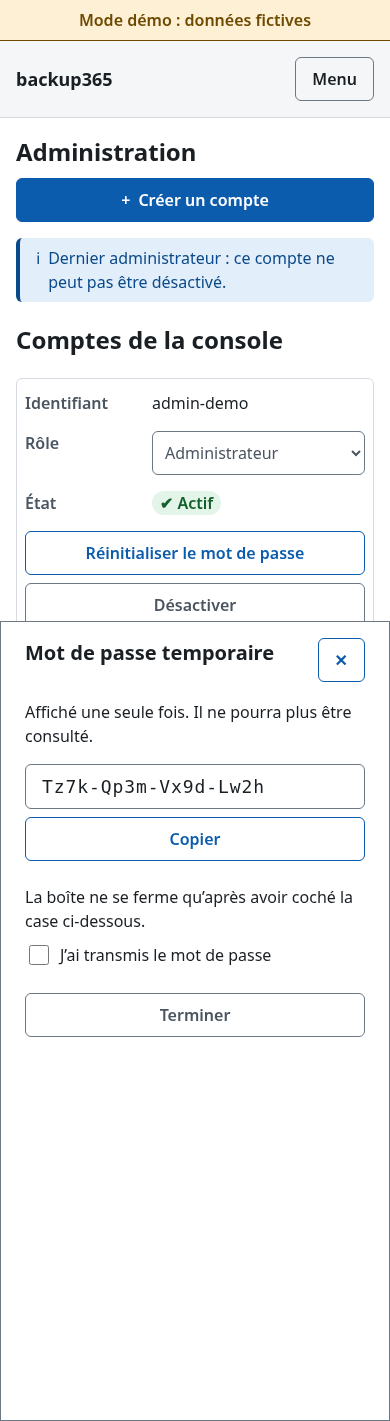 Mode démo : données fictives
backup365
Menu
Administration
+ Créer un compte
i Dernier administrateur : ce compte ne
peut pas être désactivé.
Comptes de la console
Identifiant admin-demo
Rôle Administrateur
État ✔ Actif
Réinitialiser le mot de passe
Désactiver
Mot de passe temporaire ✕
Affiché une seule fois. Il ne pourra plus être
consulté.
Tz7k-Qp3m-Vx9d-Lw2h
Copier
La boîte ne se ferme qu’après avoir coché la
case ci-dessous.
J’ai transmis le mot de passe
Terminer